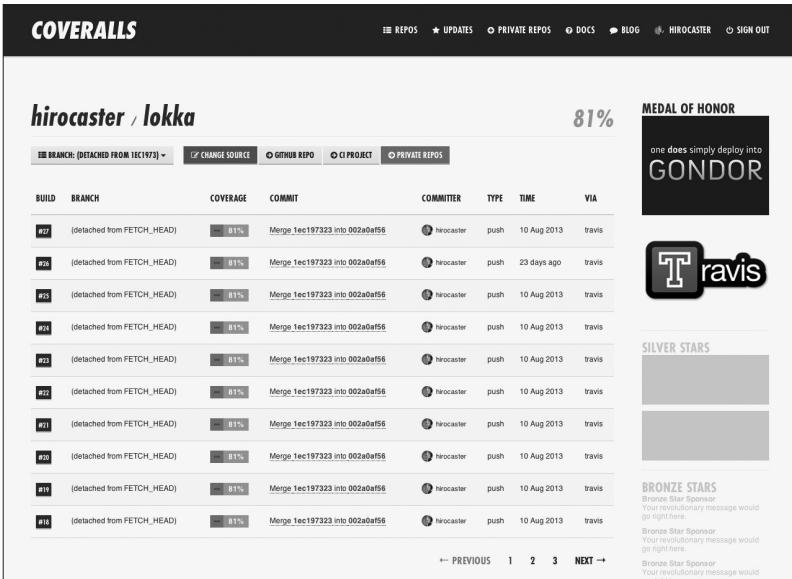 COVERALLS
REPOS UPDATES PRIVATE REPOS DOCS BLOG HIROCASTER SIGN OUT
hirocaster / lokka 81%
BRANCH: (DETACHED FROM 1EC1973) CHANGE SOURCE GITHUB REPO CI PROJECT PRIVATE REPOS
BUILD BRANCH COVERAGE COMMIT COMMITTER TYPE TIME VIA
#27 (detached from FETCH_HEAD) 81% Merge 1ec197323 into 002a0af56 hirocaster push 10 Aug 2013 travis
#26 (detached from FETCH_HEAD) 81% Merge 1ec197323 into 002a0af56 hirocaster push 23 days ago travis
#25 (detached from FETCH_HEAD) 81% Merge 1ec197323 into 002a0af56 hirocaster push 10 Aug 2013 travis
#24 (detached from FETCH_HEAD) 81% Merge 1ec197323 into 002a0af56 hirocaster push 10 Aug 2013 travis
#23 (detached from FETCH_HEAD) 81% Merge 1ec197323 into 002a0af56 hirocaster push 10 Aug 2013 travis
#22 (detached from FETCH_HEAD) 81% Merge 1ec197323 into 002a0af56 hirocaster push 10 Aug 2013 travis
#21 (detached from FETCH_HEAD) 81% Merge 1ec197323 into 002a0af56 hirocaster push 10 Aug 2013 travis
#20 (detached from FETCH_HEAD) 81% Merge 1ec197323 into 002a0af56 hirocaster push 10 Aug 2013 travis
#19 (detached from FETCH_HEAD) 81% Merge 1ec197323 into 002a0af56 hirocaster push 10 Aug 2013 travis
#18 (detached from FETCH_HEAD) 81% Merge 1ec197323 into 002a0af56 hirocaster push 10 Aug 2013 travis
← PREVIOUS 1 2 3 NEXT →
MEDAL OF HONOR
one does simply deploy into
GONDOR
Travis
SILVER STARS
BRONZE STARS
Bronze Star Sponsor
Your revolutionary message would
go right here.
Bronze Star Sponsor
Your revolutionary message would
go right here.
Bronze Star Sponsor
Your revolutionary message would